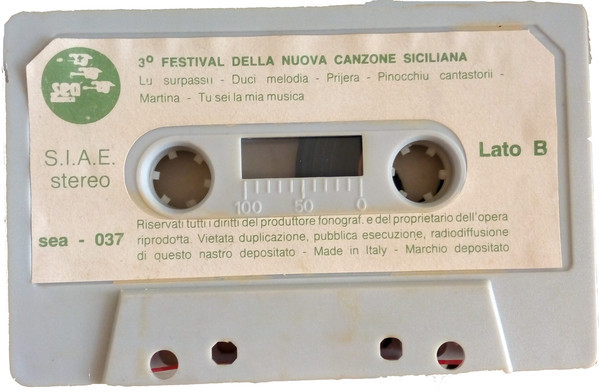 3º FESTIVAL DELLA NUOVA CANZONE SICILIANA
Lu surpassu - Duci melodia - Prijera - Pinocchiu cantastorii -
Martina - Tu sei la mia musica
sea
S.I.A.E.
stereo
Lato B
100 50 0
sea - 037
Riservati tutti i diritti del produttore fonograf. e del proprietario dell'opera
riprodotta. Vietata duplicazione, pubblica esecuzione, radiodiffusione
di questo nastro depositato - Made in Italy - Marchio depositato